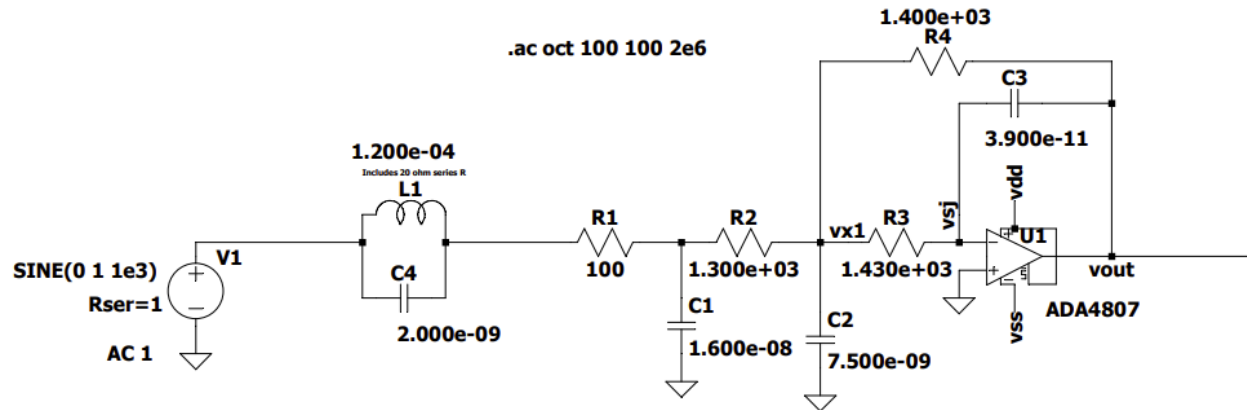 1.400e+03
R4
.ac oct 100 100 2e6
C3
3.900e-11
1.200e-04
Includes 20 ohm series R
L1
vdd
vsj
R1
R2
vx1
R3
U1
V1
SINE(0 1 1e3)
Rser=1
C4
100
1.300e+03
1.430e+03
vout
S
ADA4807
C1
C2
vss
2.000e-09
1.600e-08
7.500e-09
AC 1